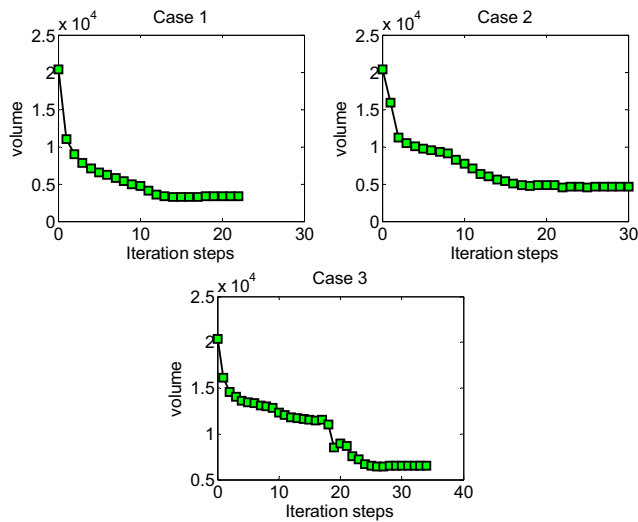 Case 1
2.5 x 10^4
2
1.5
1
0.5
0
volume
0 10 20 30
Iteration steps
Case 2
2.5 x 10^4
2
1.5
1
0.5
0
volume
0 10 20 30
Iteration steps
Case 3
2.5 x 10^4
2
1.5
1
0.5
volume
0 10 20 30 40
Iteration steps